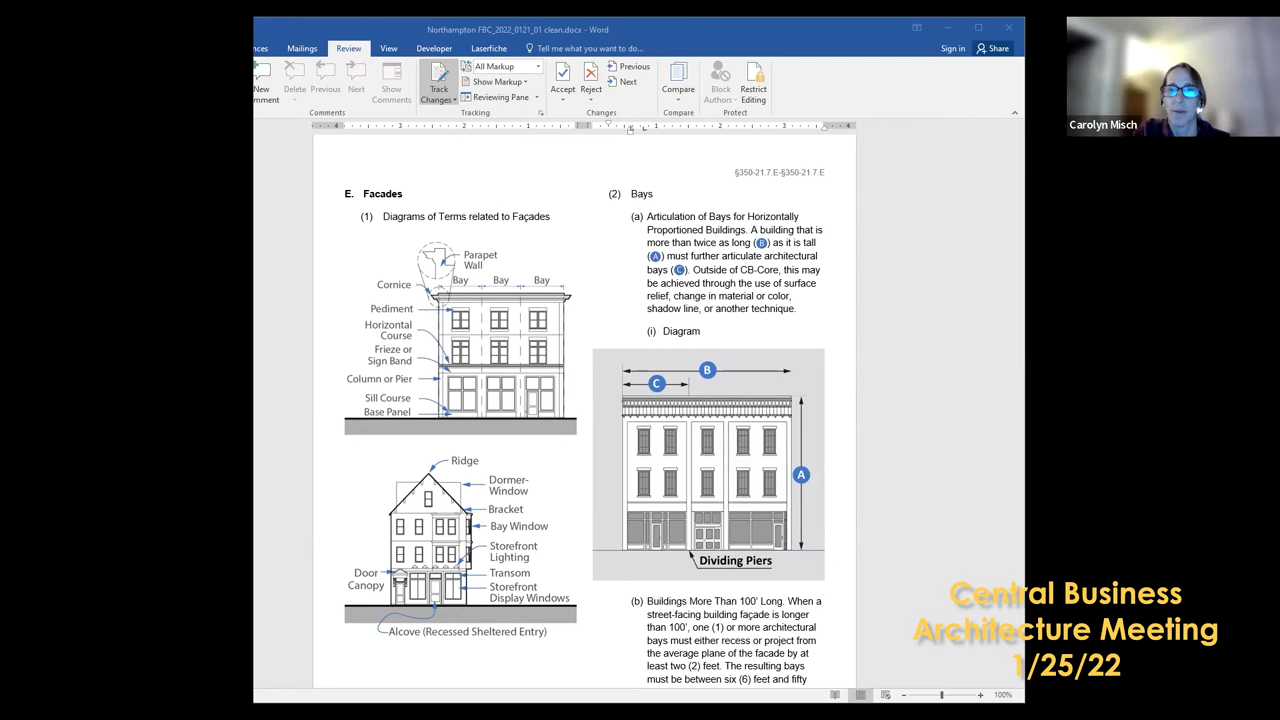 Northampton FBC_2022_0121_01 clean.docx - Word
nces Mailings Review View Developer Laserfiche Tell me what you want to do... Sign in Share
New
mment
Delete
Previous
Next
Show
Comments
Comments
Track
Changes
All Markup
Show Markup
Reviewing Pane
Tracking
Accept
Reject
Previous
Next
Changes
Compare
Compare
Block
Authors
Restrict
Editing
Protect
Carolyn Misch
4 3 2 1 1 2 3 4
§350-21.7.E-§350-21.7.E
E. Facades
(1) Diagrams of Terms related to Façades
Parapet
Wall
Bay Bay Bay
Cornice
Pediment
Horizontal
Course
Frieze or
Sign Band
Column or Pier
Sill Course
Base Panel
Ridge
Dormer-
Window
Bracket
Bay Window
Storefront
Lighting
Door
Canopy
Transom
Storefront
Display Windows
Alcove (Recessed Sheltered Entry)
(2) Bays
(a) Articulation of Bays for Horizontally
Proportioned Buildings. A building that is
more than twice as long (B) as it is tall
(A) must further articulate architectural
bays (C). Outside of CB-Core, this may
be achieved through the use of surface
relief, change in material or color,
shadow line, or another technique.
(i) Diagram
B
C
A
Dividing Piers
(b) Buildings More Than 100' Long. When a
street-facing building façade is longer
than 100', one (1) or more architectural
bays must either recess or project from
the average plane of the facade by at
least two (2) feet. The resulting bays
must be between six (6) feet and fifty
Central Business
Architecture Meeting
1/25/22
100%